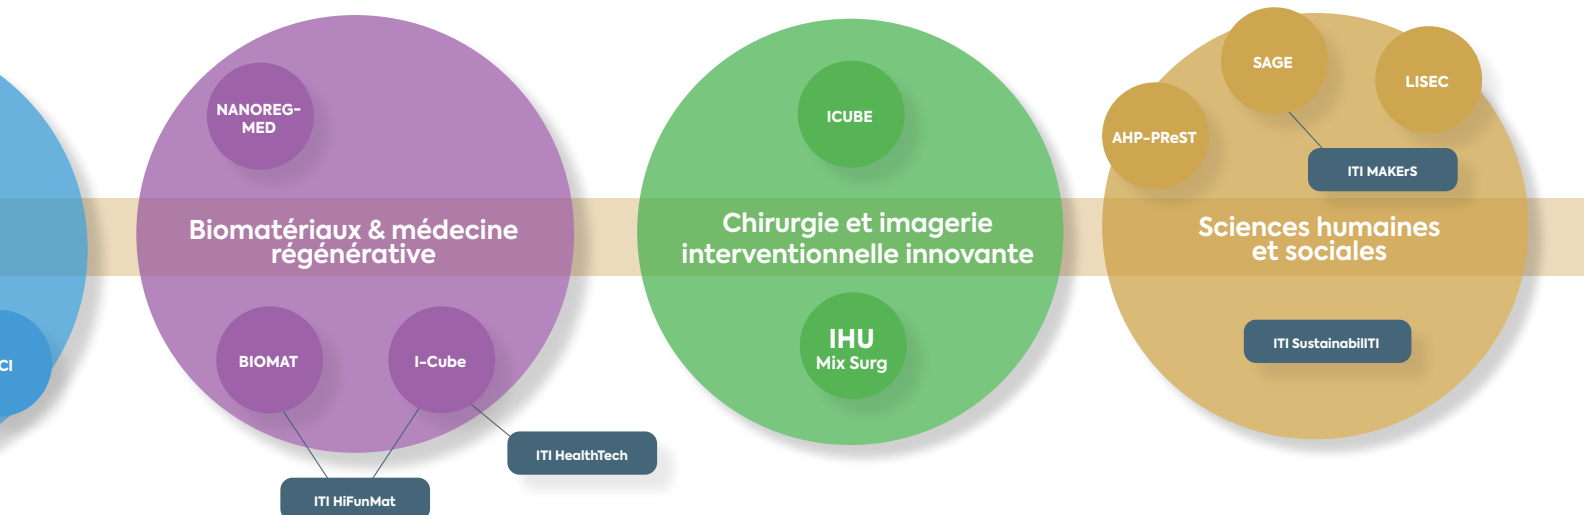 CI
NANOREG-
MED
Biomatériaux & médecine
régénérative
BIOMAT
I-Cube
ITI HealthTech
ITI HiFunMat
ICUBE
Chirurgie et imagerie
interventionnelle innovante
IHU
Mix Surg
SAGE
LISEC
AHP-PReST
ITI MAKErS
Sciences humaines
et sociales
ITI SustainabilITI